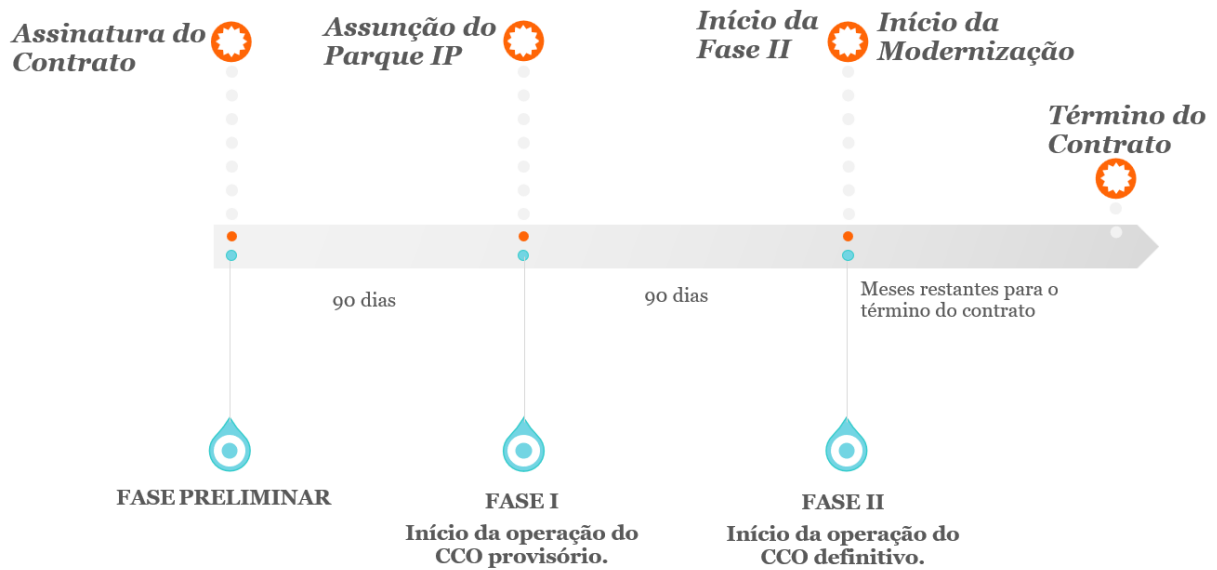 Assinatura do
Contrato
Assunção do
Parque IP
Início da
Fase II
Início da
Modernização
Término do
Contrato
90 dias
90 dias
Meses restantes para o
término do contrato
FASE PRELIMINAR
FASE I
Início da operação do
CCO provisório.
FASE II
Início da operação do
CCO definitivo.